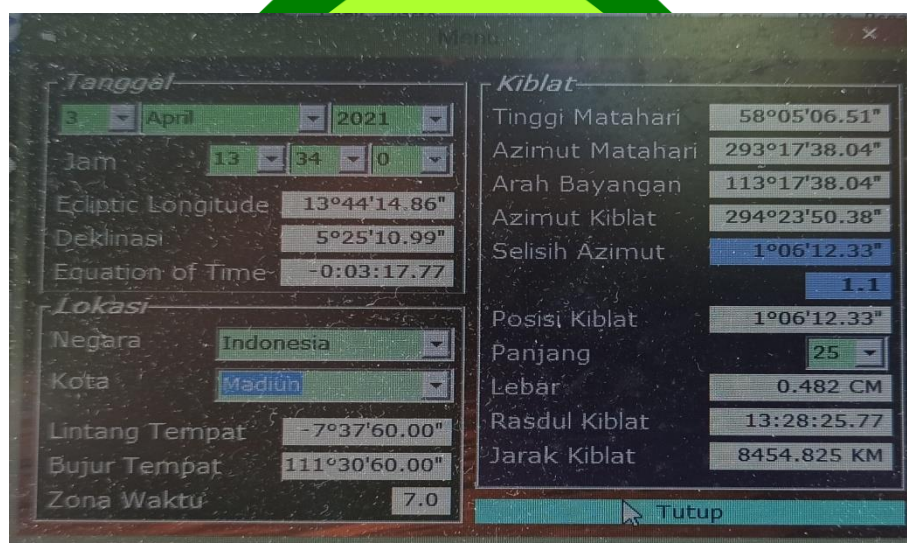 Menu
Tanggal
3 April 2021
Jam 13 34 0
Ecliptic Longitude 13°44'14.86"
Deklinasi 5°25'10.99"
Equation of Time -0:03:17.77
Lokasi
Negara Indonesia
Kota Madiun
Lintang Tempat -7°37'60.00"
Bujur Tempat 111°30'60.00"
Zona Waktu 7.0
Kiblat
Tinggi Matahari 58°05'06.51"
Azimut Matahari 293°17'38.04"
Arah Bayangan 113°17'38.04"
Azimut Kiblat 294°23'50.38"
Selisih Azimut 1°06'12.33"
1.1
Posisi Kiblat 1°06'12.33"
Panjang 25
Lebar 0.482 CM
Rasdul Kiblat 13:28:25.77
Jarak Kiblat 8454.825 KM
Tutup